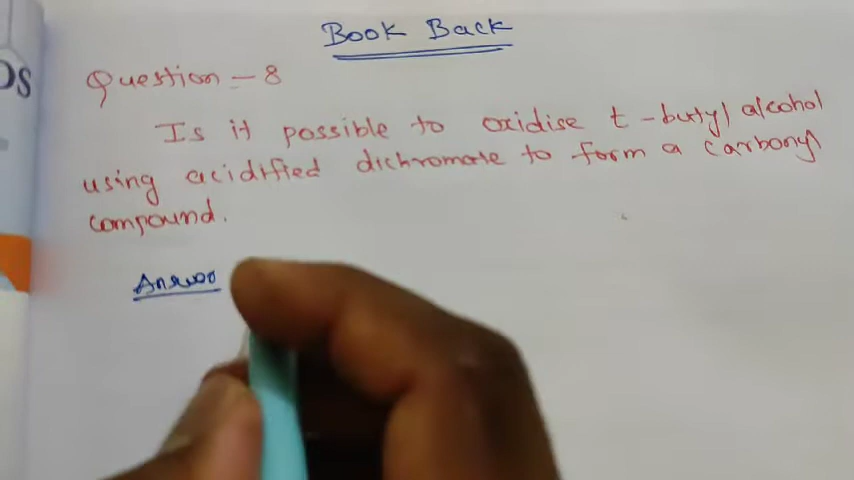 Book Back
Question - 8
Is it possible to oxidise t-butyl alcohol
using acidified dichromate to form a carbonyl
compound.
Answer